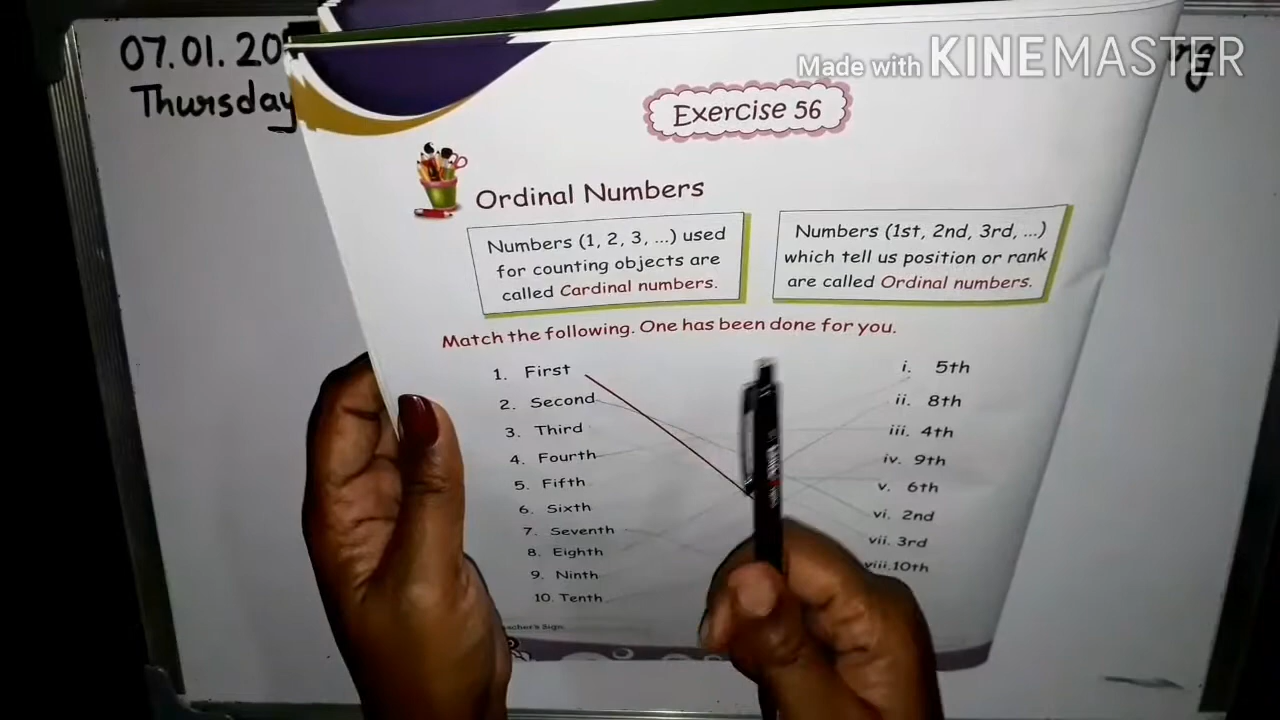 07.01.20
Thursday
Made with KINEMASTER
Exercise 56
Ordinal Numbers
Numbers (1, 2, 3, ...) used
for counting objects are
called Cardinal numbers.
Numbers (1st, 2nd, 3rd, ...)
which tell us position or rank
are called Ordinal numbers.
Match the following. One has been done for you.
1. First
2. Second
3. Third
4. Fourth
5. Fifth
6. Sixth
7. Seventh
8. Eighth
9. Ninth
10. Tenth
i. 5th
ii. 8th
iii. 4th
iv. 9th
v. 6th
vi. 2nd
vii. 3rd
viii. 10th
Sign